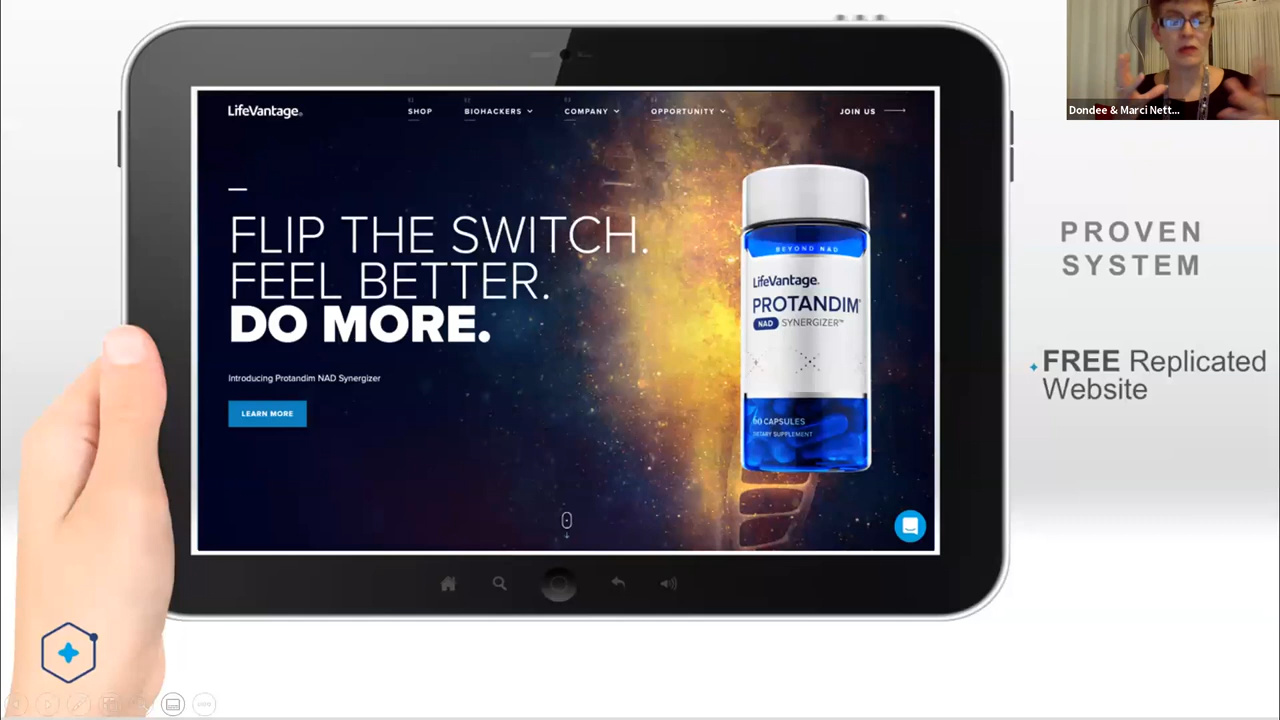 LifeVantage®
SHOP
BIOHACKERS
COMPANY
OPPORTUNITY
JOIN US
FLIP THE SWITCH.
FEEL BETTER.
DO MORE.
Introducing Protandim NAD Synergizer
LEARN MORE
BEYOND NAD
LifeVantage®
PROTANDIM®
NAD SYNERGIZER™
60 CAPSULES
DIETARY SUPPLEMENT
Dondee & Marci Nett...
PROVEN
SYSTEM
FREE Replicated
Website